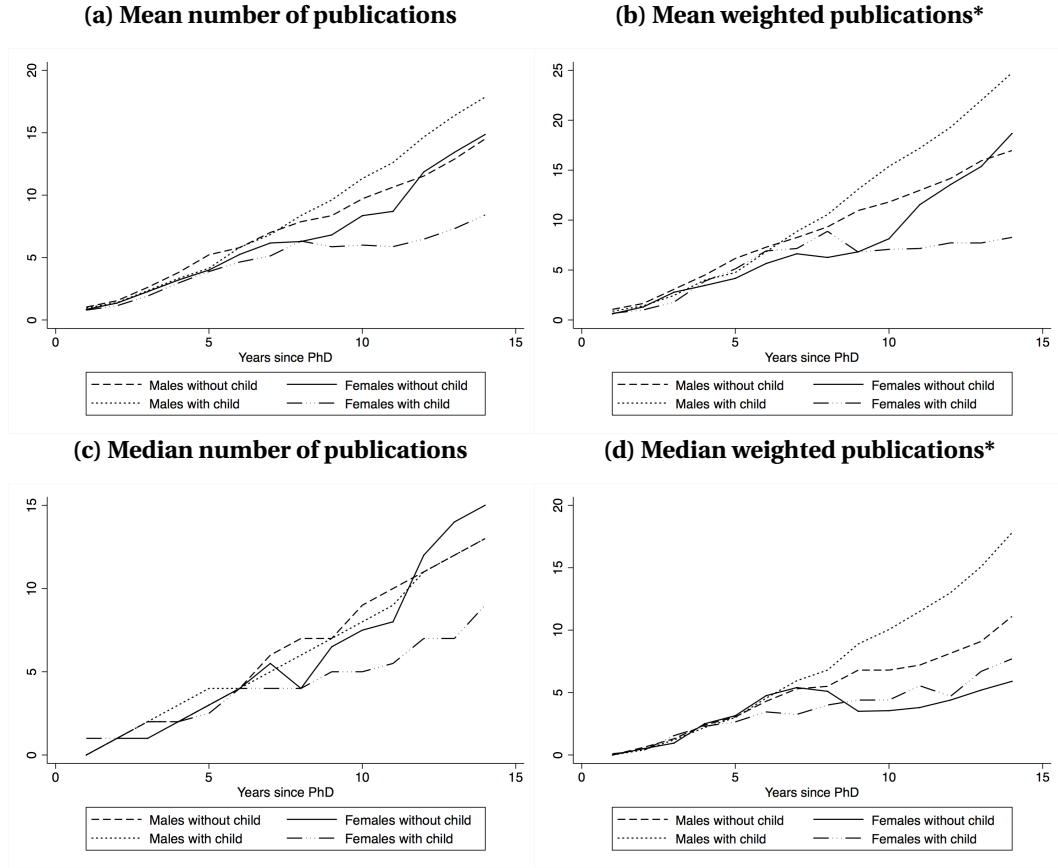 (a) Mean number of publications
20
15
10
5
0
0 5 10 15
Years since PhD
Males without child Females without child
Males with child Females with child
(b) Mean weighted publications*
25
20
15
10
5
0
0 5 10 15
Years since PhD
Males without child Females without child
Males with child Females with child
(c) Median number of publications
15
10
5
0
0 5 10 15
Years since PhD
Males without child Females without child
Males with child Females with child
(d) Median weighted publications*
20
15
10
5
0
0 5 10 15
Years since PhD
Males without child Females without child
Males with child Females with child